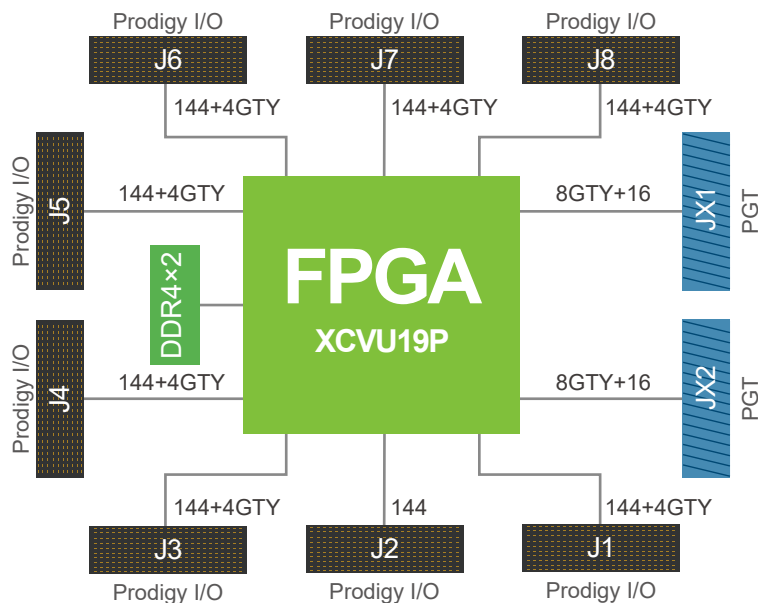 Prodigy I/O
Prodigy I/O
Prodigy I/O
J6
J7
J8
144+4GTY
144+4GTY
144+4GTY
Prodigy I/O
J5
144+4GTY
8GTY+16
JX1
PGT
DDR4×2
FPGA
XCVU19P
Prodigy I/O
J4
144+4GTY
8GTY+16
JX2
PGT
144+4GTY
144
144+4GTY
J3
J2
J1
Prodigy I/O
Prodigy I/O
Prodigy I/O